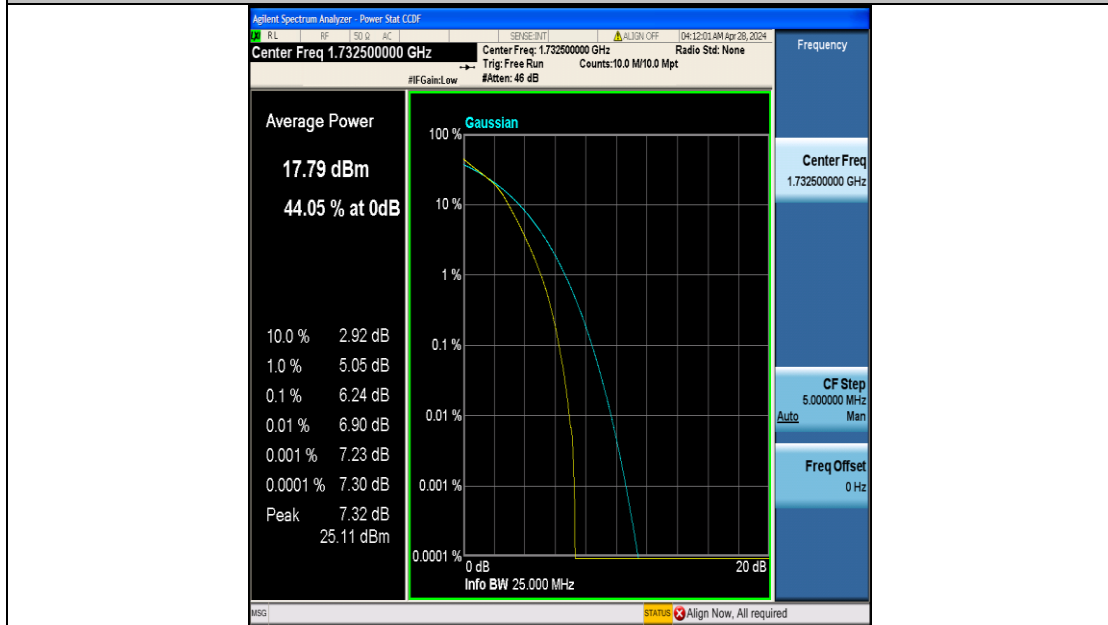 Agilent Spectrum Analyzer - Power Stat CCDF
RL RF 50 Ω AC SENSE:INT ALIGN OFF 04:12:01 AM Apr 28, 2024
Center Freq 1.732500000 GHz
Center Freq: 1.732500000 GHz Radio Std: None
Trig: Free Run Counts:10.0 M/10.0 Mpt
#IFGain:Low #Atten: 46 dB
Frequency
Average Power
17.79 dBm
44.05 % at 0dB
10.0 % 2.92 dB
1.0 % 5.05 dB
0.1 % 6.24 dB
0.01 % 6.90 dB
0.001 % 7.23 dB
0.0001 % 7.30 dB
Peak 7.32 dB
25.11 dBm
Gaussian
100 %
10 %
1 %
0.1 %
0.01 %
0.001 %
0.0001 %
0 dB 20 dB
Info BW 25.000 MHz
Center Freq
1.732500000 GHz
CF Step
5.000000 MHz
Auto Man
Freq Offset
0 Hz
MSG STATUS Align Now, All required